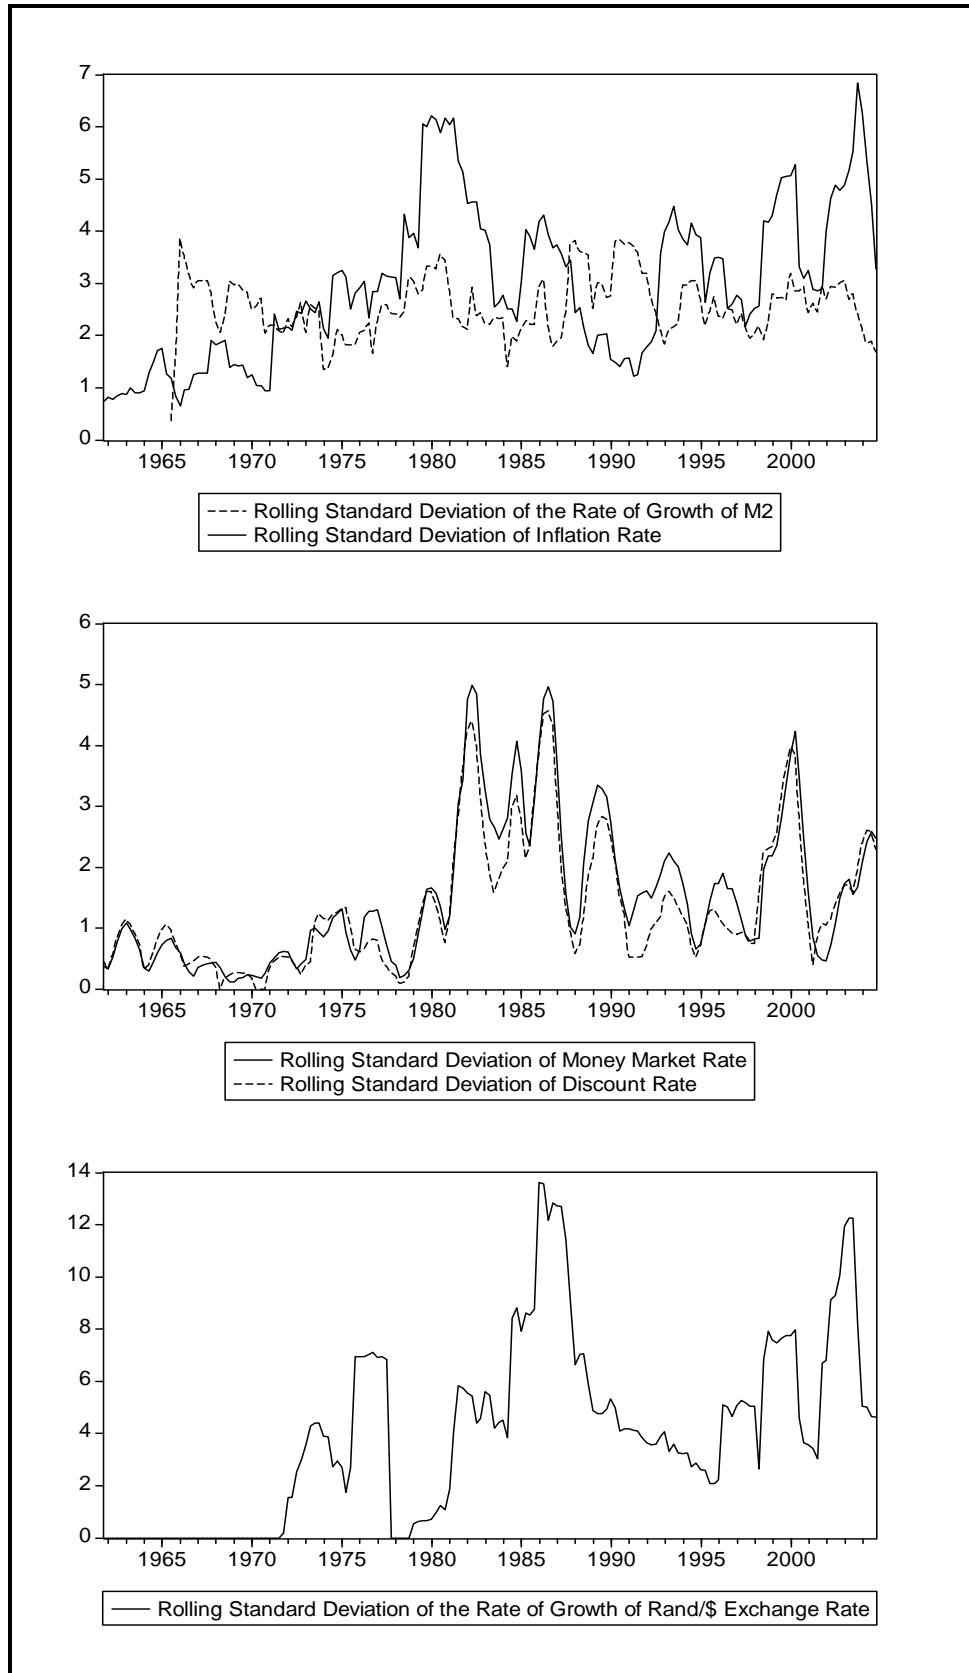 7
6
5
4
3
2
1
0
1965 1970 1975 1980 1985 1990 1995 2000
Rolling Standard Deviation of the Rate of Growth of M2
Rolling Standard Deviation of Inflation Rate
6
5
4
3
2
1
0
1965 1970 1975 1980 1985 1990 1995 2000
Rolling Standard Deviation of Money Market Rate
Rolling Standard Deviation of Discount Rate
14
12
10
8
6
4
2
0
1965 1970 1975 1980 1985 1990 1995 2000
Rolling Standard Deviation of the Rate of Growth of Rand/$ Exchange Rate